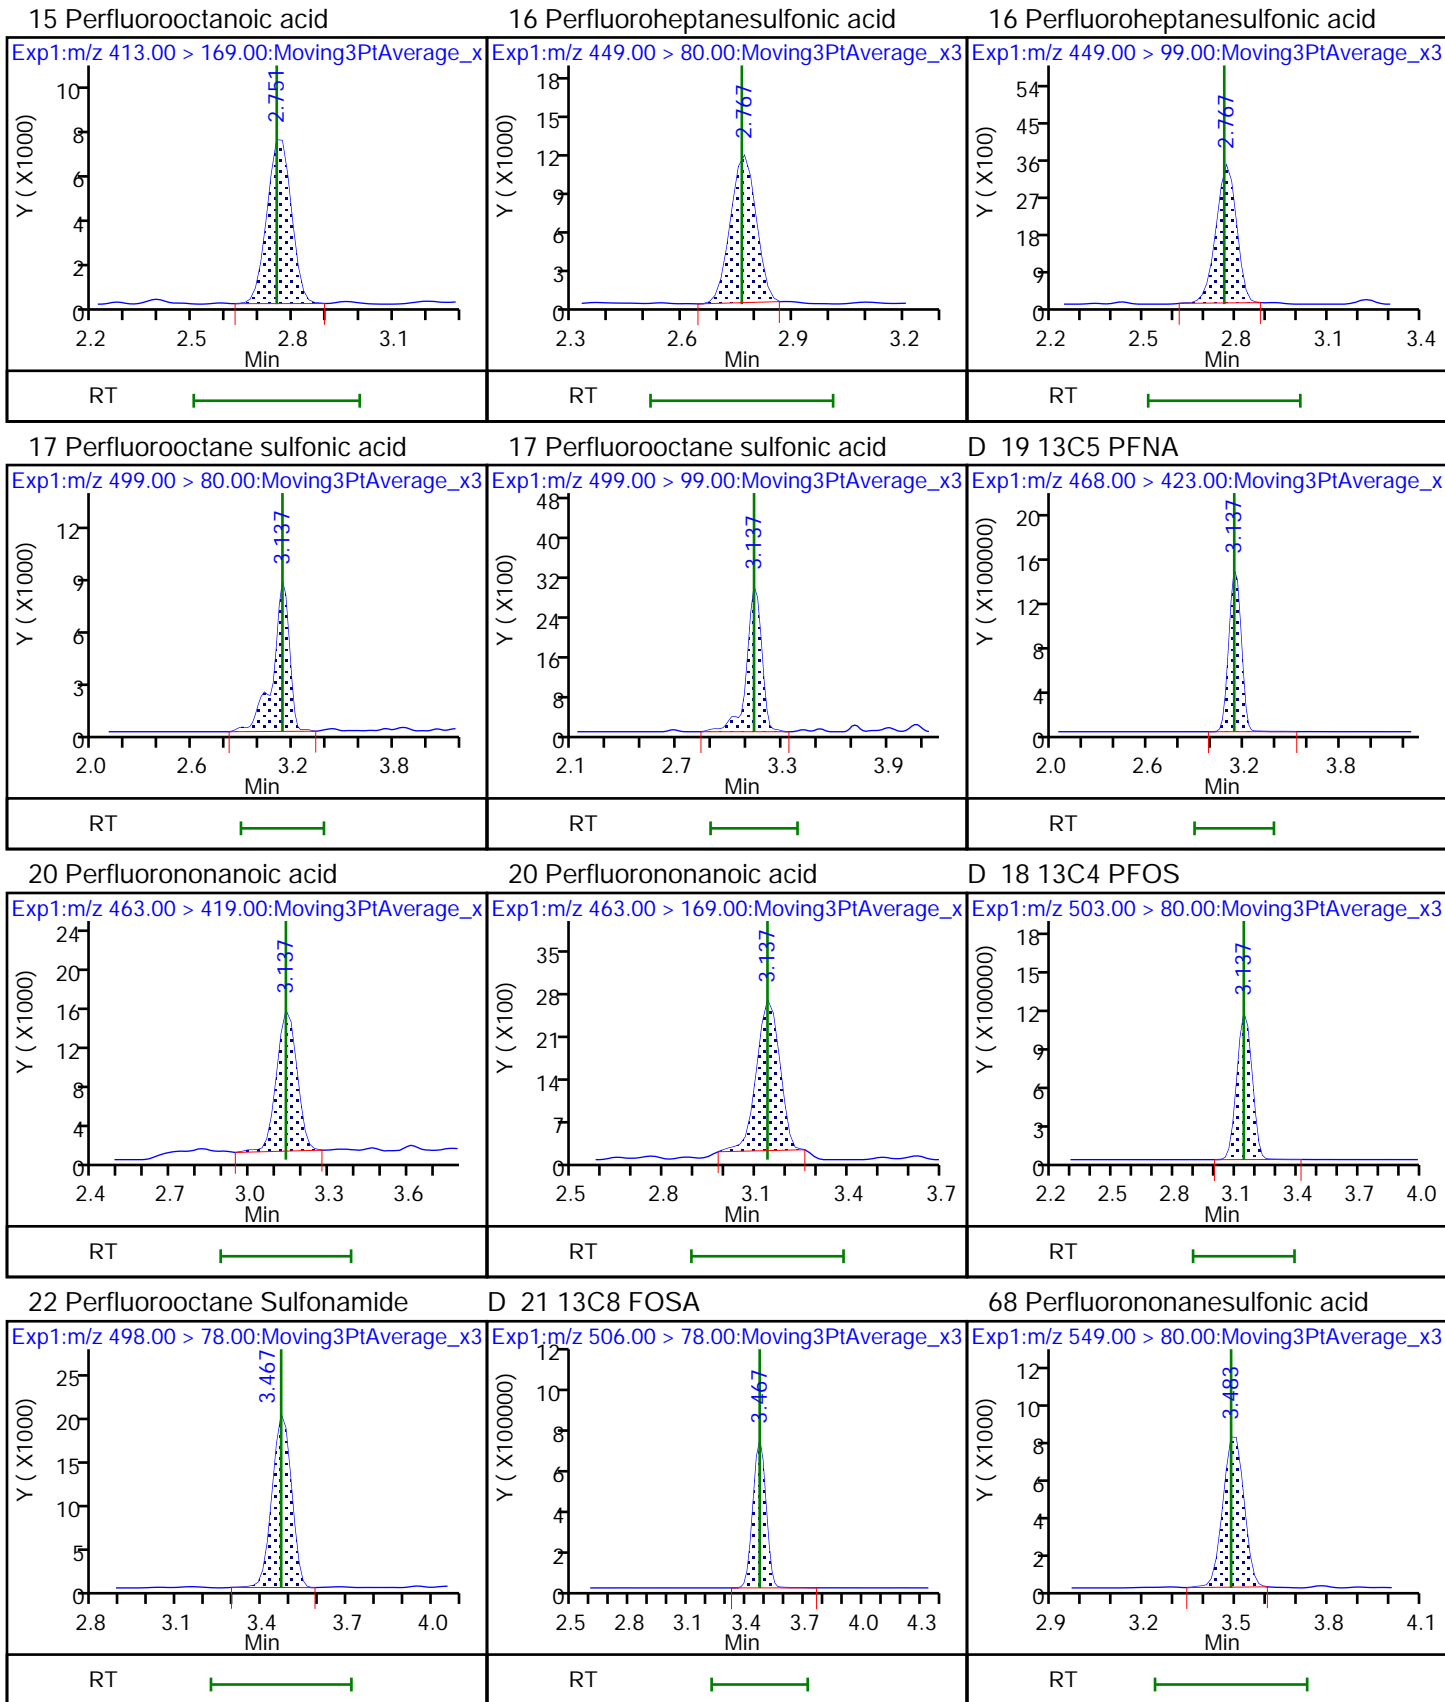 15 Perfluorooctanoic acid
Exp1:m/z 413.00 > 169.00:Moving3PtAverage_x
Y ( X1000)
10
8
6
4
2
0
2.751
2.2 2.5 2.8 3.1
Min
RT
16 Perfluoroheptanesulfonic acid
Exp1:m/z 449.00 > 80.00:Moving3PtAverage_x3
Y ( X1000)
18
15
12
9
6
3
0
2.767
2.3 2.6 2.9 3.2
Min
RT
16 Perfluoroheptanesulfonic acid
Exp1:m/z 449.00 > 99.00:Moving3PtAverage_x3
Y ( X100)
54
45
36
27
18
9
0
2.767
2.2 2.5 2.8 3.1 3.4
Min
RT
17 Perfluorooctane sulfonic acid
Exp1:m/z 499.00 > 80.00:Moving3PtAverage_x3
Y ( X1000)
12
9
6
3
0
3.137
2.0 2.6 3.2 3.8
Min
RT
17 Perfluorooctane sulfonic acid
Exp1:m/z 499.00 > 99.00:Moving3PtAverage_x3
Y ( X100)
48
40
32
24
16
8
0
3.137
2.1 2.7 3.3 3.9
Min
RT
D 19 13C5 PFNA
Exp1:m/z 468.00 > 423.00:Moving3PtAverage_x
Y ( X100000)
20
16
12
8
4
0
3.137
2.0 2.6 3.2 3.8
Min
RT
20 Perfluorononanoic acid
Exp1:m/z 463.00 > 419.00:Moving3PtAverage_x
Y ( X1000)
24
20
16
12
8
4
0
3.137
2.4 2.7 3.0 3.3 3.6
Min
RT
20 Perfluorononanoic acid
Exp1:m/z 463.00 > 169.00:Moving3PtAverage_x
Y ( X100)
35
28
21
14
7
0
3.137
2.5 2.8 3.1 3.4 3.7
Min
RT
D 18 13C4 PFOS
Exp1:m/z 503.00 > 80.00:Moving3PtAverage_x3
Y ( X100000)
18
15
12
9
6
3
0
3.137
2.2 2.5 2.8 3.1 3.4 3.7 4.0
Min
RT
22 Perfluorooctane Sulfonamide
Exp1:m/z 498.00 > 78.00:Moving3PtAverage_x3
Y ( X1000)
25
20
15
10
5
0
3.467
2.8 3.1 3.4 3.7 4.0
Min
RT
D 21 13C8 FOSA
Exp1:m/z 506.00 > 78.00:Moving3PtAverage_x3
Y ( X100000)
12
10
8
6
4
2
0
3.467
2.5 2.8 3.1 3.4 3.7 4.0 4.3
Min
RT
68 Perfluorononanesulfonic acid
Exp1:m/z 549.00 > 80.00:Moving3PtAverage_x3
Y ( X1000)
12
10
8
6
4
2
0
3.483
2.9 3.2 3.5 3.8 4.1
Min
RT